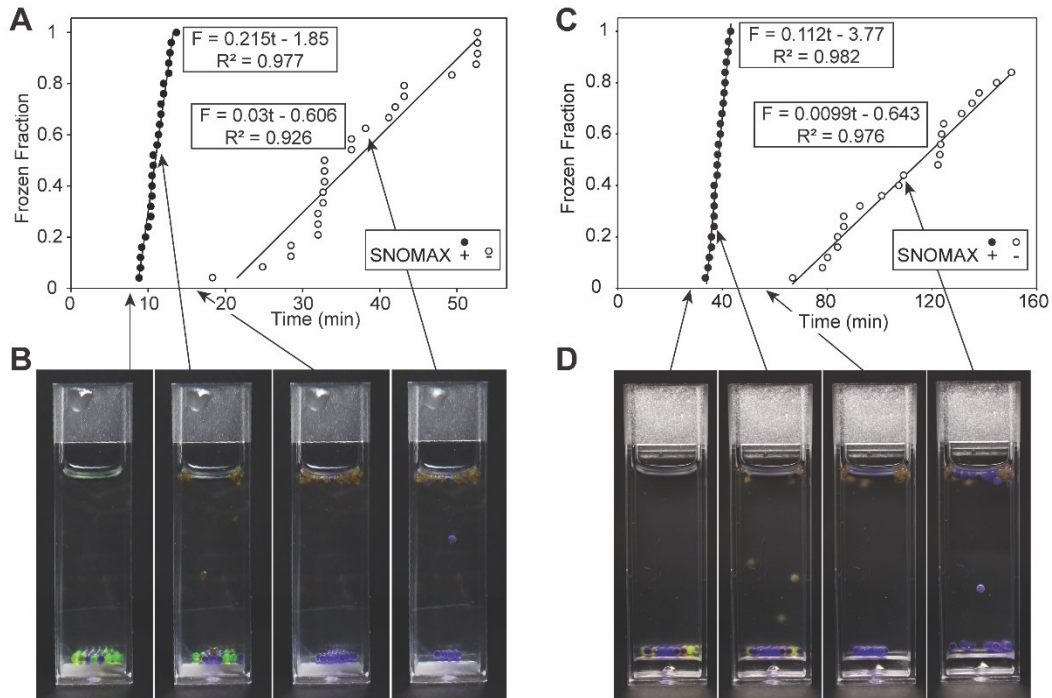 A
F = 0.215t - 1.85
R² = 0.977
F = 0.03t - 0.606
R² = 0.926
Frozen Fraction
1
0.8
0.6
0.4
0.2
0
SNOMAX + -
0 10 20 30 40 50
Time (min)
C
F = 0.112t - 3.77
R² = 0.982
F = 0.0099t - 0.643
R² = 0.976
Frozen Fraction
1
0.8
0.6
0.4
0.2
0
SNOMAX + -
0 40 80 120 160
Time (min)
B
D